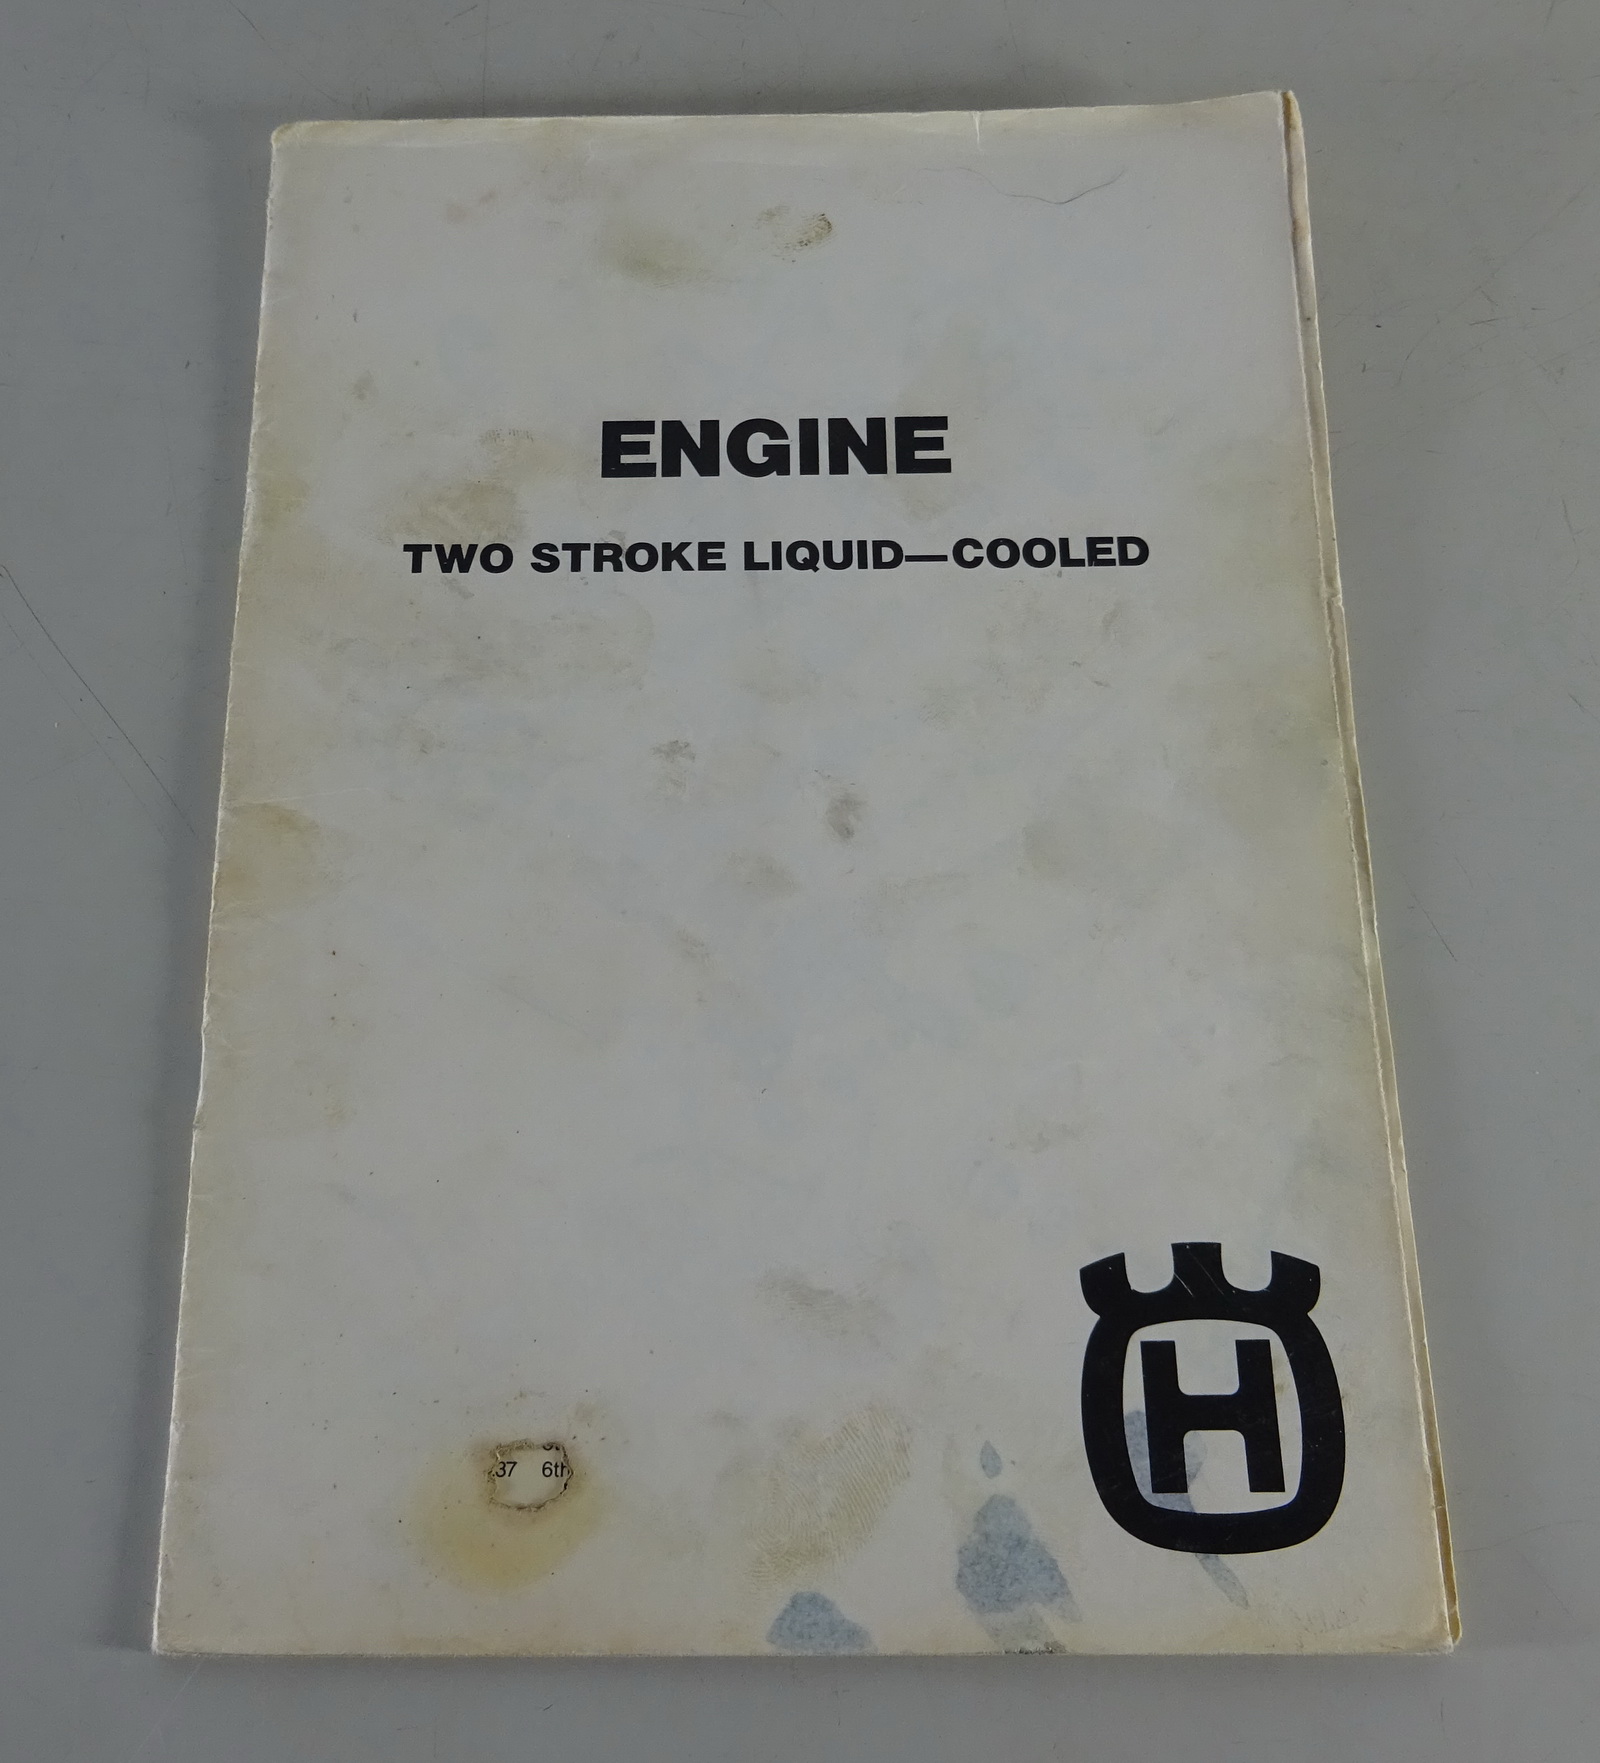 ENGINE
TWO STROKE LIQUID—COOLED
H
37 6th